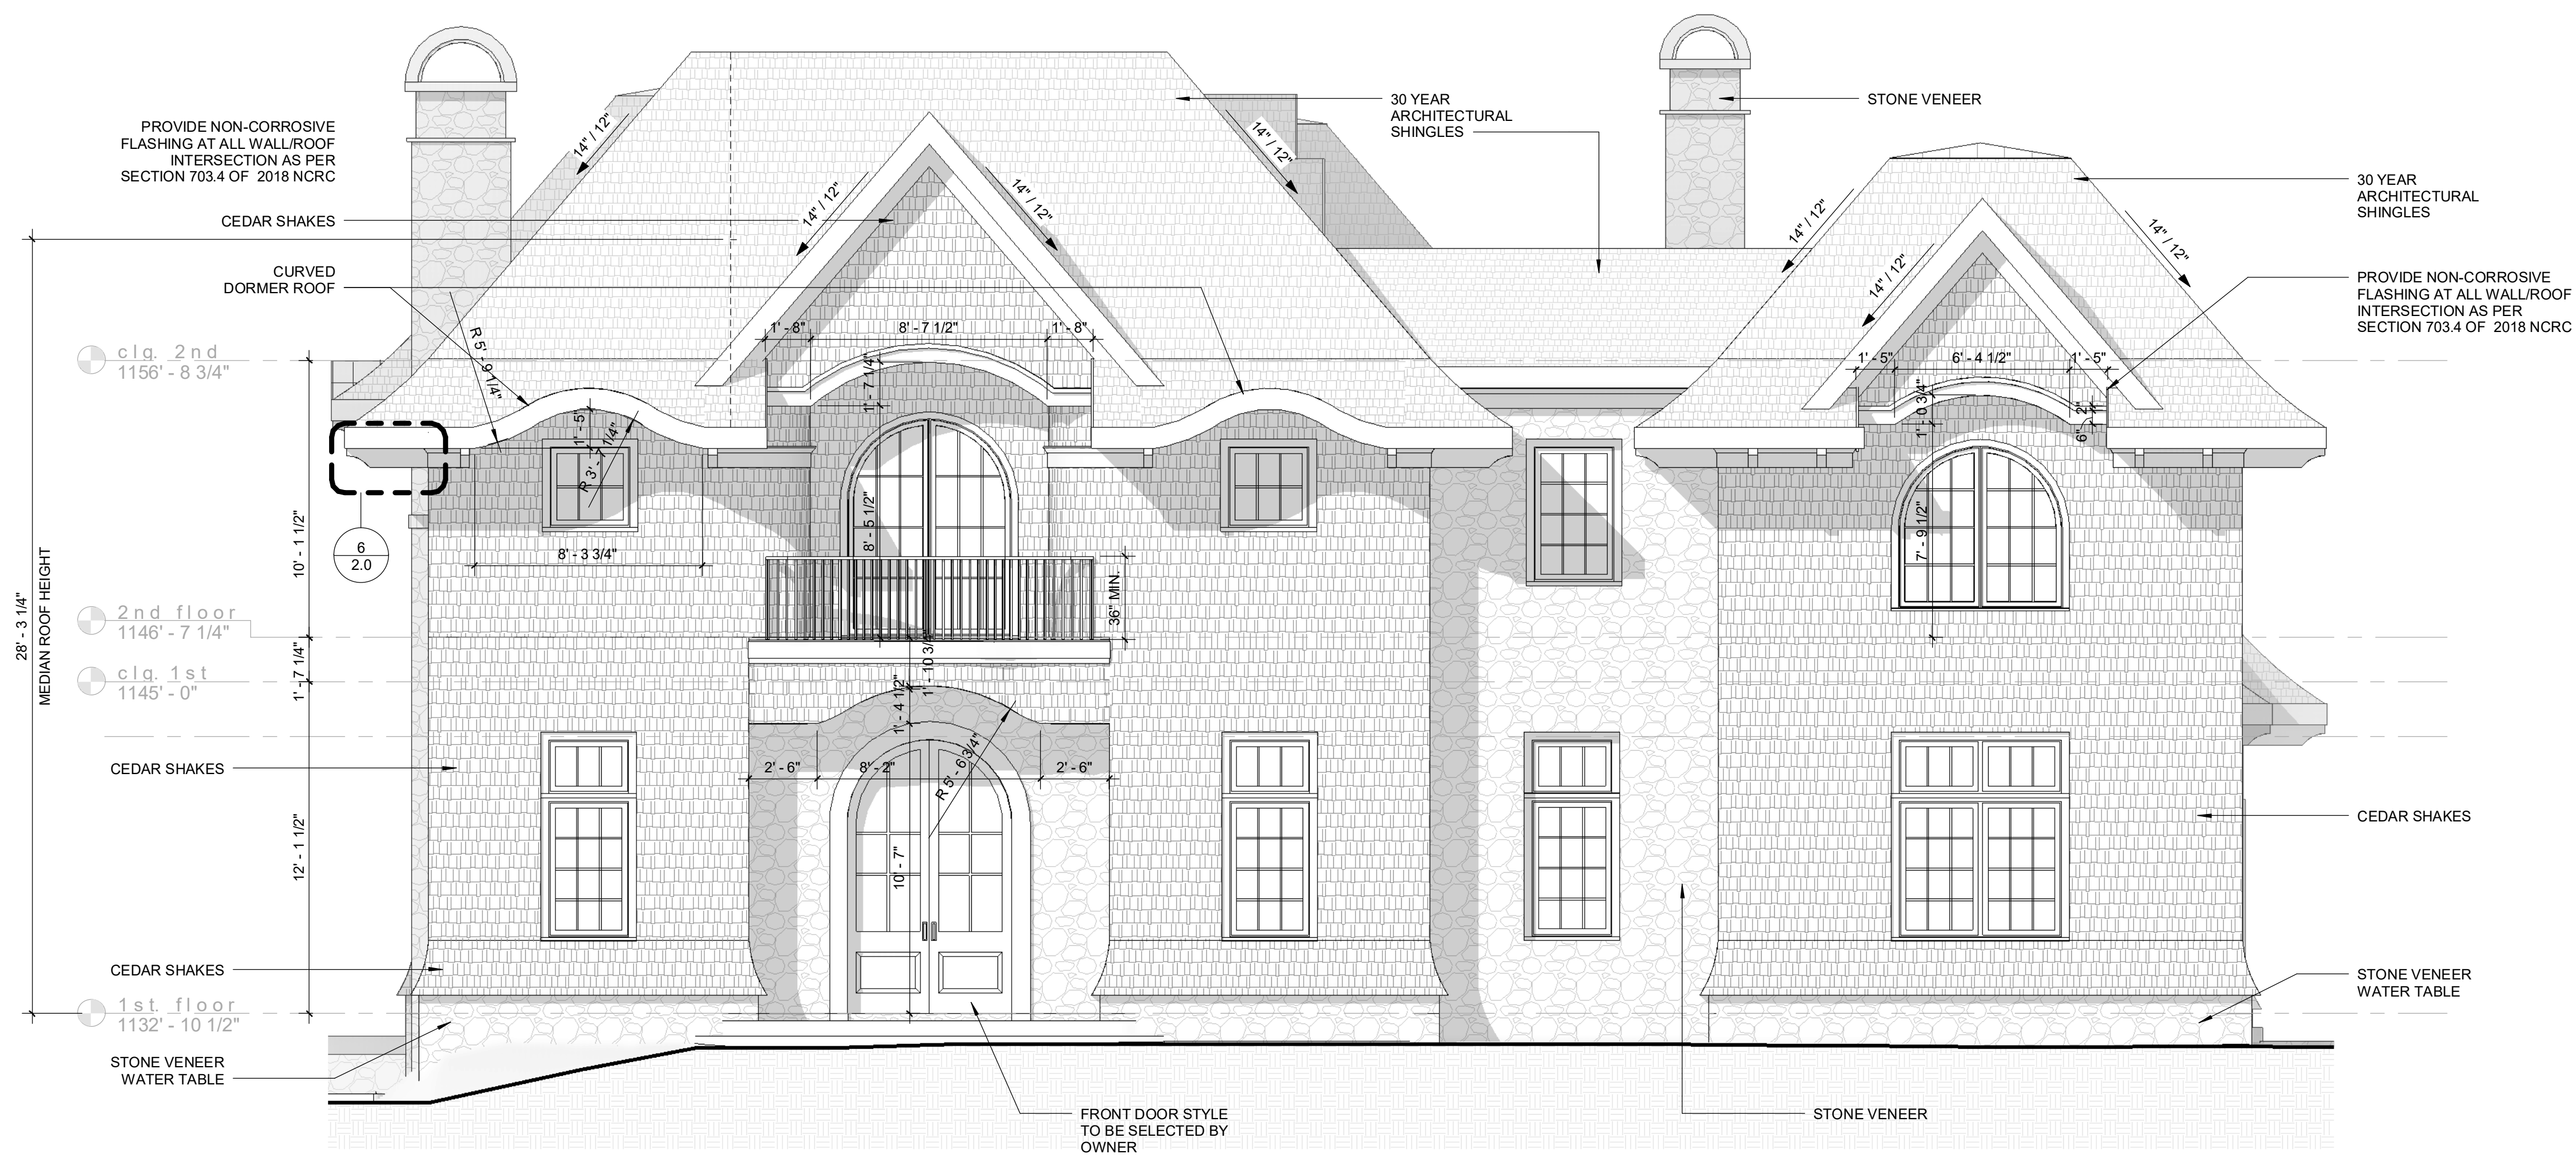 PROVIDE NON-CORROSIVE
FLASHING AT ALL WALL/ROOF
INTERSECTION AS PER
SECTION 703.4 OF 2018 NCRC
CEDAR SHAKES
CURVED
DORMER ROOF
14" / 12"
14" / 12"
14" / 12"
14" / 12"
30 YEAR
ARCHITECTURAL
SHINGLES
STONE VENEER
30 YEAR
ARCHITECTURAL
SHINGLES
14" / 12"
14" / 12"
14" / 12"
PROVIDE NON-CORROSIVE
FLASHING AT ALL WALL/ROOF
INTERSECTION AS PER
SECTION 703.4 OF 2018 NCRC
clg. 2nd
1156' - 8 3/4"
R 5' - 9 1/4"
1' - 8"
8' - 7 1/2"
1' - 8"
1' - 7 1/4"
1' - 5"
R 3' - 7 1/4"
8' - 5 1/2"
8' - 3 3/4"
36" MIN.
1' - 5"
6' - 4 1/2"
1' - 5"
1' - 0 3/4"
2"
6"
7' - 9 1/2"
6
2.0
10' - 1 1/2"
28' - 3 1/4"
MEDIAN ROOF HEIGHT
2nd floor
1146' - 7 1/4"
clg. 1st
1145' - 0"
1' - 7 1/4"
1' - 10 3/4"
1' - 4 1/2"
2' - 6"
8' - 2"
2' - 6"
R 5' - 6 3/4"
10' - 7"
12' - 1 1/2"
CEDAR SHAKES
CEDAR SHAKES
CEDAR SHAKES
1st. floor
1132' - 10 1/2"
STONE VENEER
WATER TABLE
STONE VENEER
WATER TABLE
FRONT DOOR STYLE
TO BE SELECTED BY
OWNER
STONE VENEER